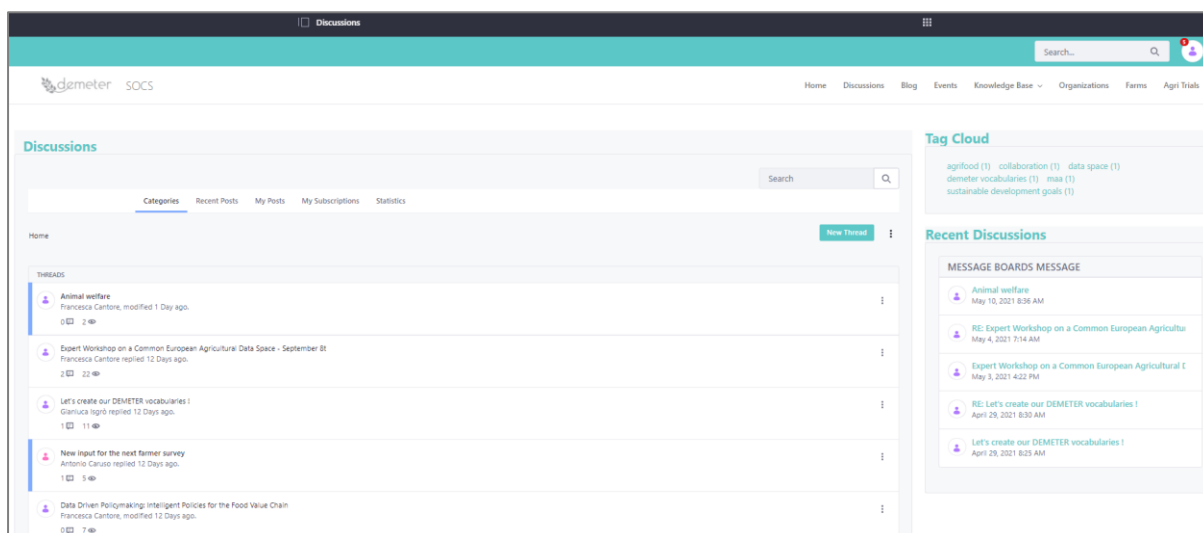 Discussions
Search...
1
demeter SOCS
Home Discussions Blog Events Knowledge Base Organizations Farms Agri Trials
Discussions
Search
Categories Recent Posts My Posts My Subscriptions Statistics
Home
New Thread
THREADS
Animal welfare
Francesca Cantore, modified 1 Day ago.
0 2
Expert Workshop on a Common European Agricultural Data Space - September 8t
Francesca Cantore replied 12 Days ago.
2 22
Let's create our DEMETER vocabularies !
Gianluca Isgrò replied 12 Days ago.
1 11
New input for the next farmer survey
Antonio Caruso replied 12 Days ago.
1 5
Data Driven Policymaking: Intelligent Policies for the Food Value Chain
Francesca Cantore, modified 12 Days ago.
0 7
Tag Cloud
agrifood (1) collaboration (1) data space (1)
demeter vocabularies (1) maa (1)
sustainable development goals (1)
Recent Discussions
MESSAGE BOARDS MESSAGE
Animal welfare
May 10, 2021 8:36 AM
RE: Expert Workshop on a Common European Agricultu
May 4, 2021 7:14 AM
Expert Workshop on a Common European Agricultural D
May 3, 2021 4:22 PM
RE: Let's create our DEMETER vocabularies !
April 29, 2021 8:30 AM
Let's create our DEMETER vocabularies !
April 29, 2021 8:25 AM